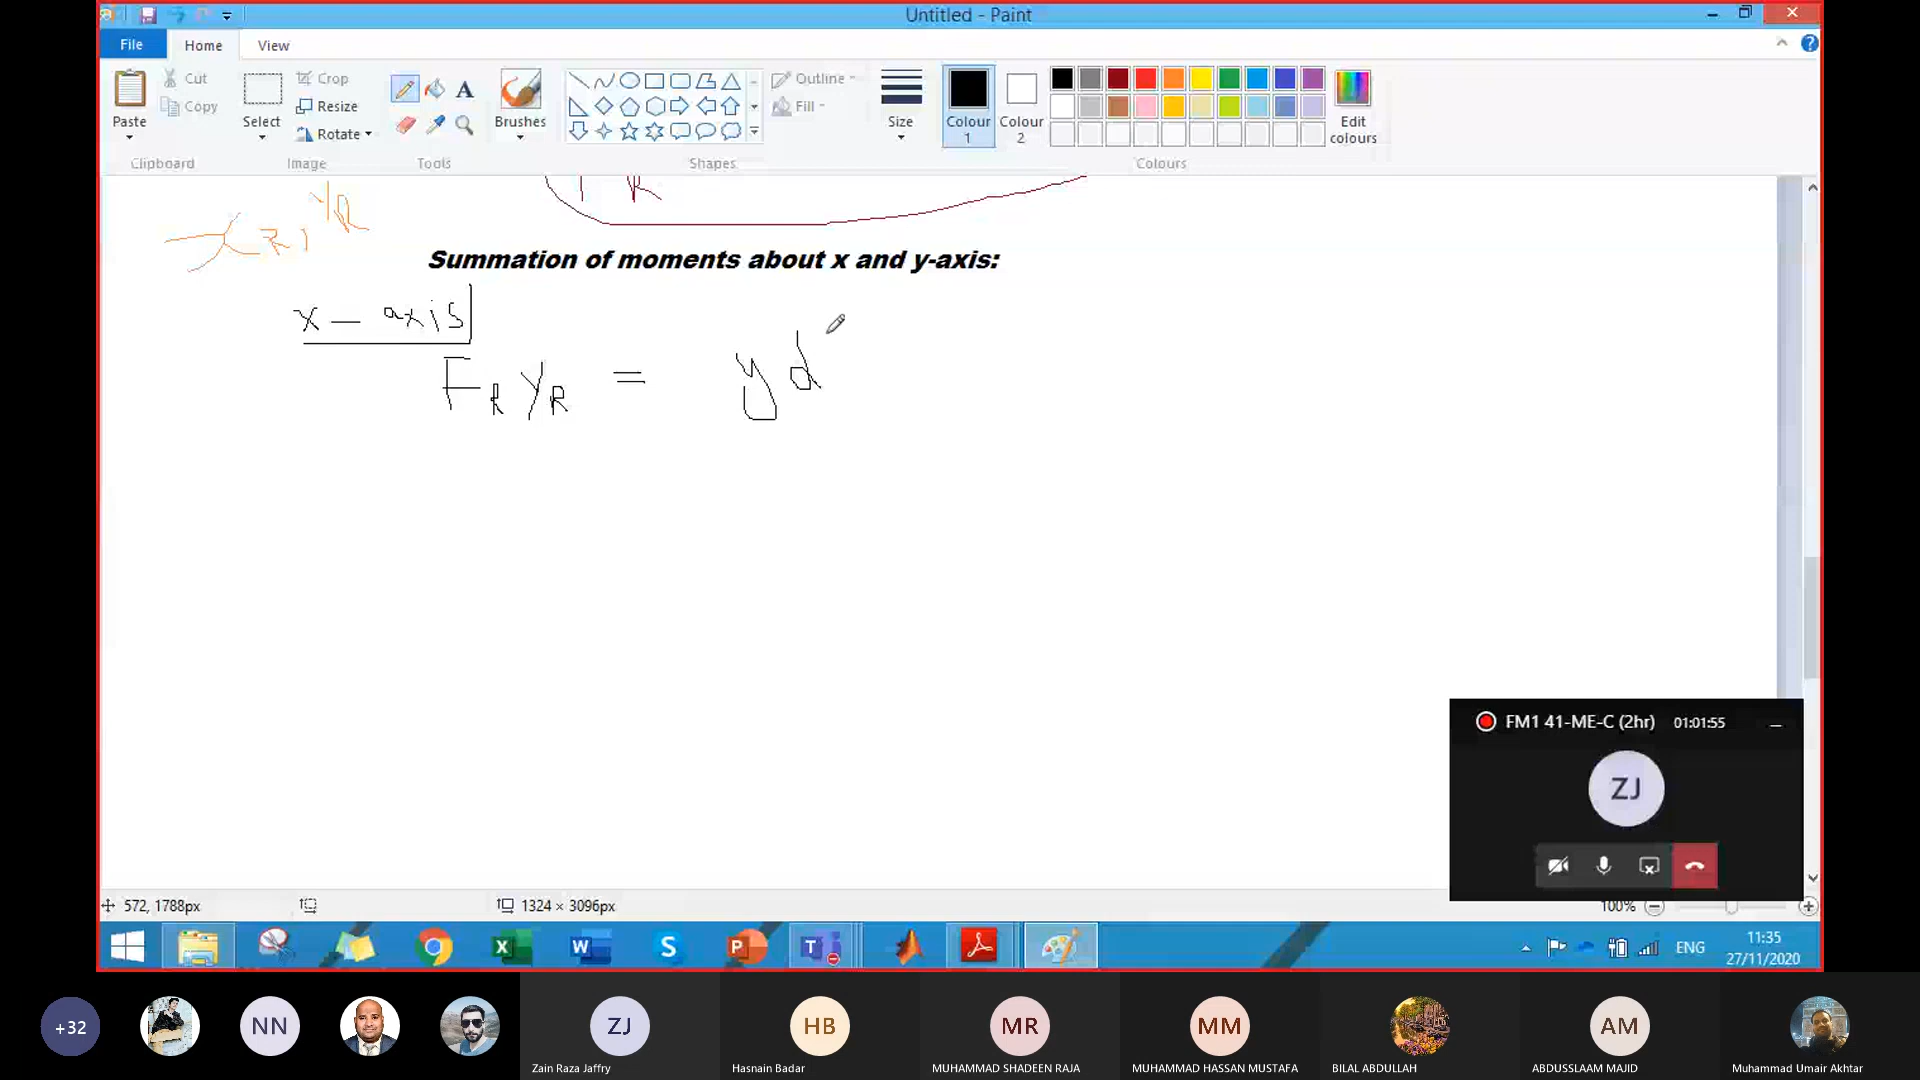 Untitled - Paint
File Home View
Paste
Cut
Copy
Clipboard
Select
Crop
Resize
Rotate
Image
A
Tools
Brushes
Outline
Fill
Shapes
Size
Colour 1
Colour 2
Edit colours
Colours
F R
x R , y R
Summation of moments about x and y-axis:
x — axis
F R y R = y d
FM1 41-ME-C (2hr) 01:01:55
ZJ
572, 1788px
1324 × 3096px
100%
ENG
11:35
27/11/2020
+32
NN
ZJ
HB
MR
MM
AM
Zain Raza Jaffry
Hasnain Badar
MUHAMMAD SHADEEN RAJA
MUHAMMAD HASSAN MUSTAFA
BILAL ABDULLAH
ABDUSSLAAM MAJID
Muhammad Umair Akhtar